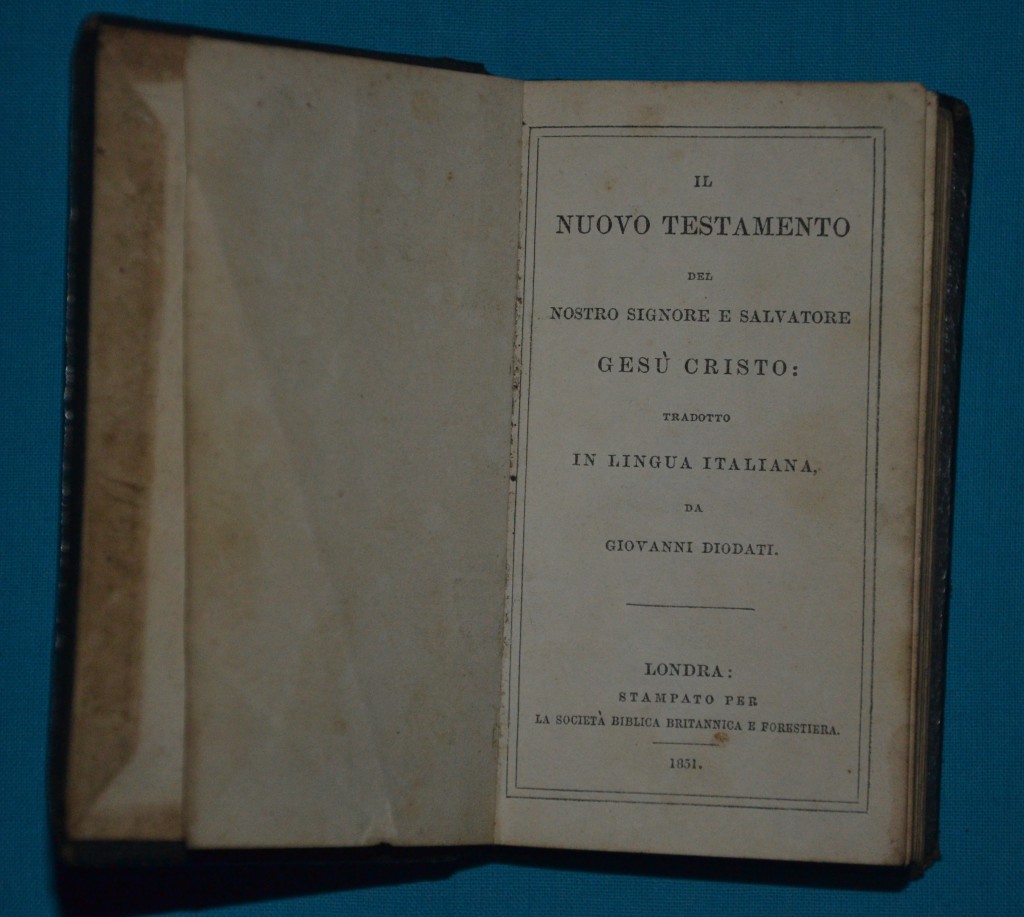 IL
NUOVO TESTAMENTO
DEL
NOSTRO SIGNORE E SALVATORE
GESÙ CRISTO:
TRADOTTO
IN LINGUA ITALIANA,
DA
GIOVANNI DIODATI.
LONDRA:
STAMPATO PER
LA SOCIETÀ BIBLICA BRITANNICA E FORESTIERA.
1851.